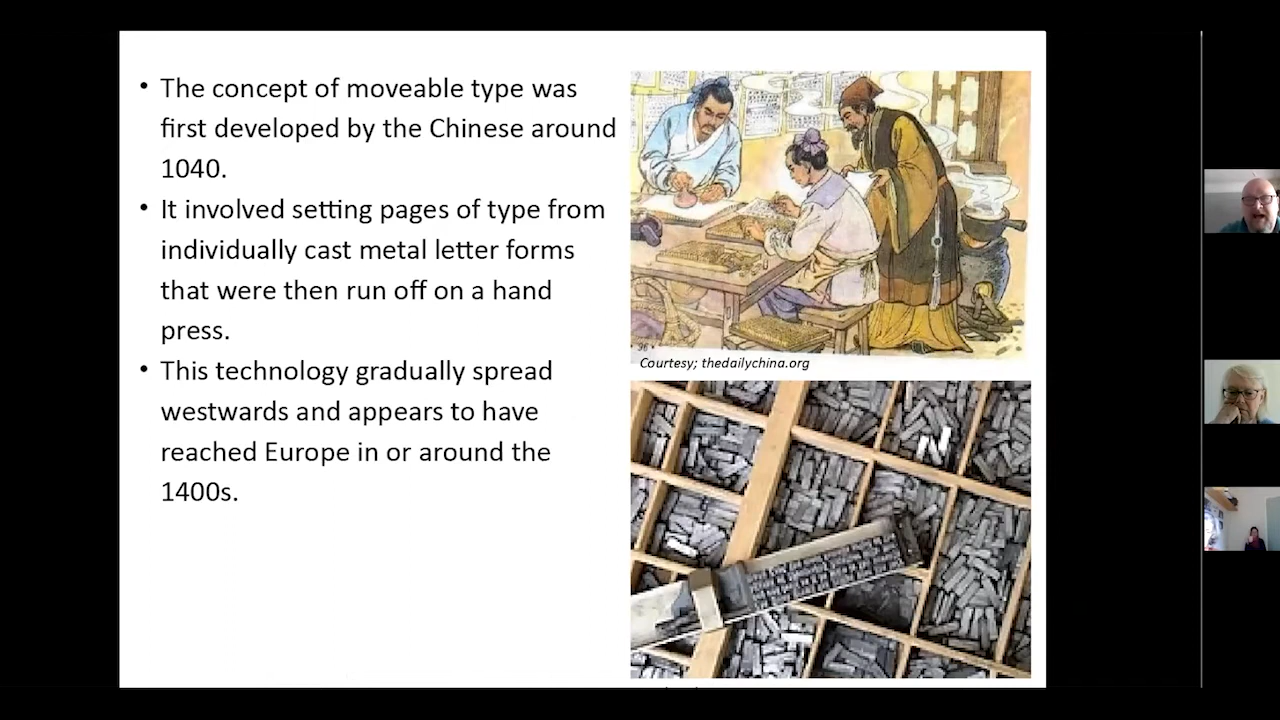 • The concept of moveable type was
first developed by the Chinese around
1040.
• It involved setting pages of type from
individually cast metal letter forms
that were then run off on a hand
press.
• This technology gradually spread
westwards and appears to have
reached Europe in or around the
1400s.
Courtesy; thedailychina.org